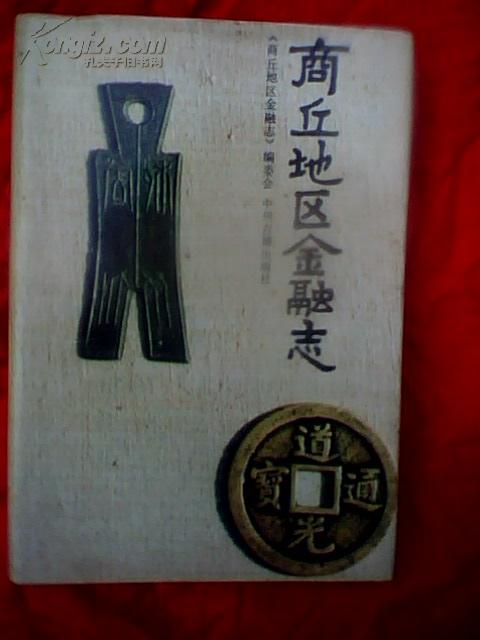 Kongfz.com
孔夫子旧书网
商丘地区金融志
《商丘地区金融志》编委会 中州古籍出版社
道光通寶